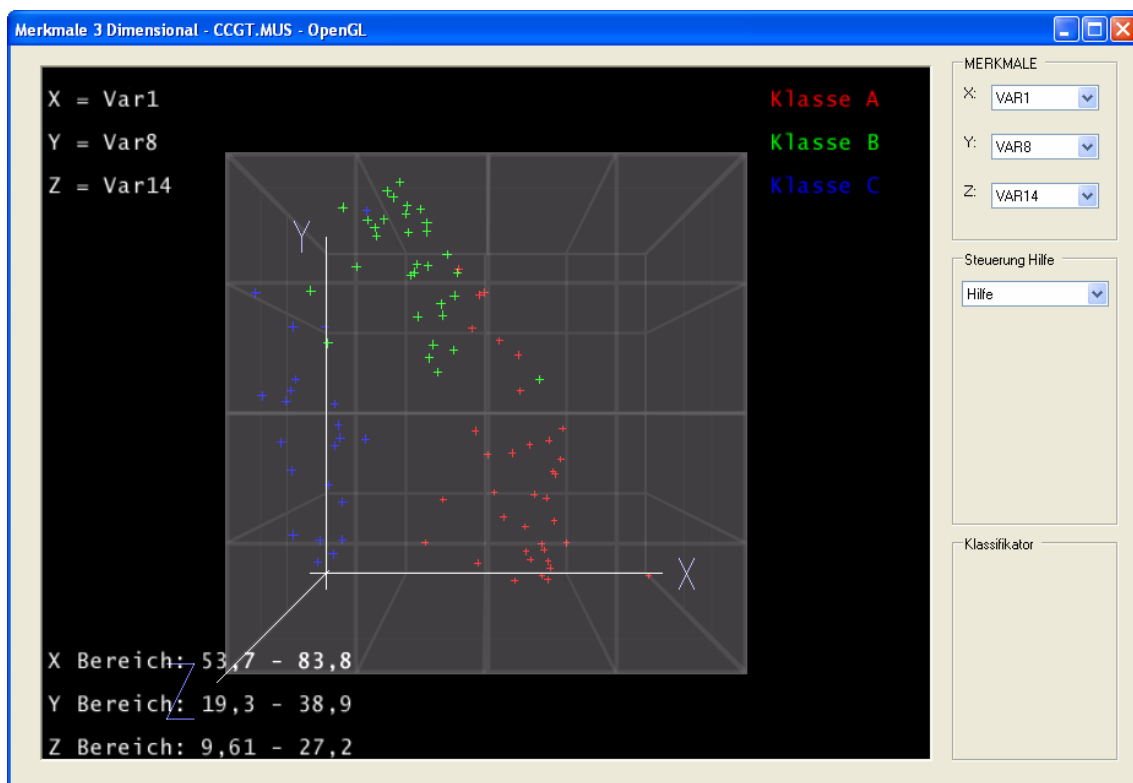 Merkmale 3 Dimensional - CCGT.MUS - OpenGL
X = Var1
Y = Var8
Z = Var14
Klasse A
Klasse B
Klasse C
Y
X
Z
X Bereich: 53,7 - 83,8
Y Bereich: 19,3 - 38,9
Z Bereich: 9,61 - 27,2
MERKMALE
X: VAR1
Y: VAR8
Z: VAR14
Steuerung Hilfe
Hilfe
Klassifikator